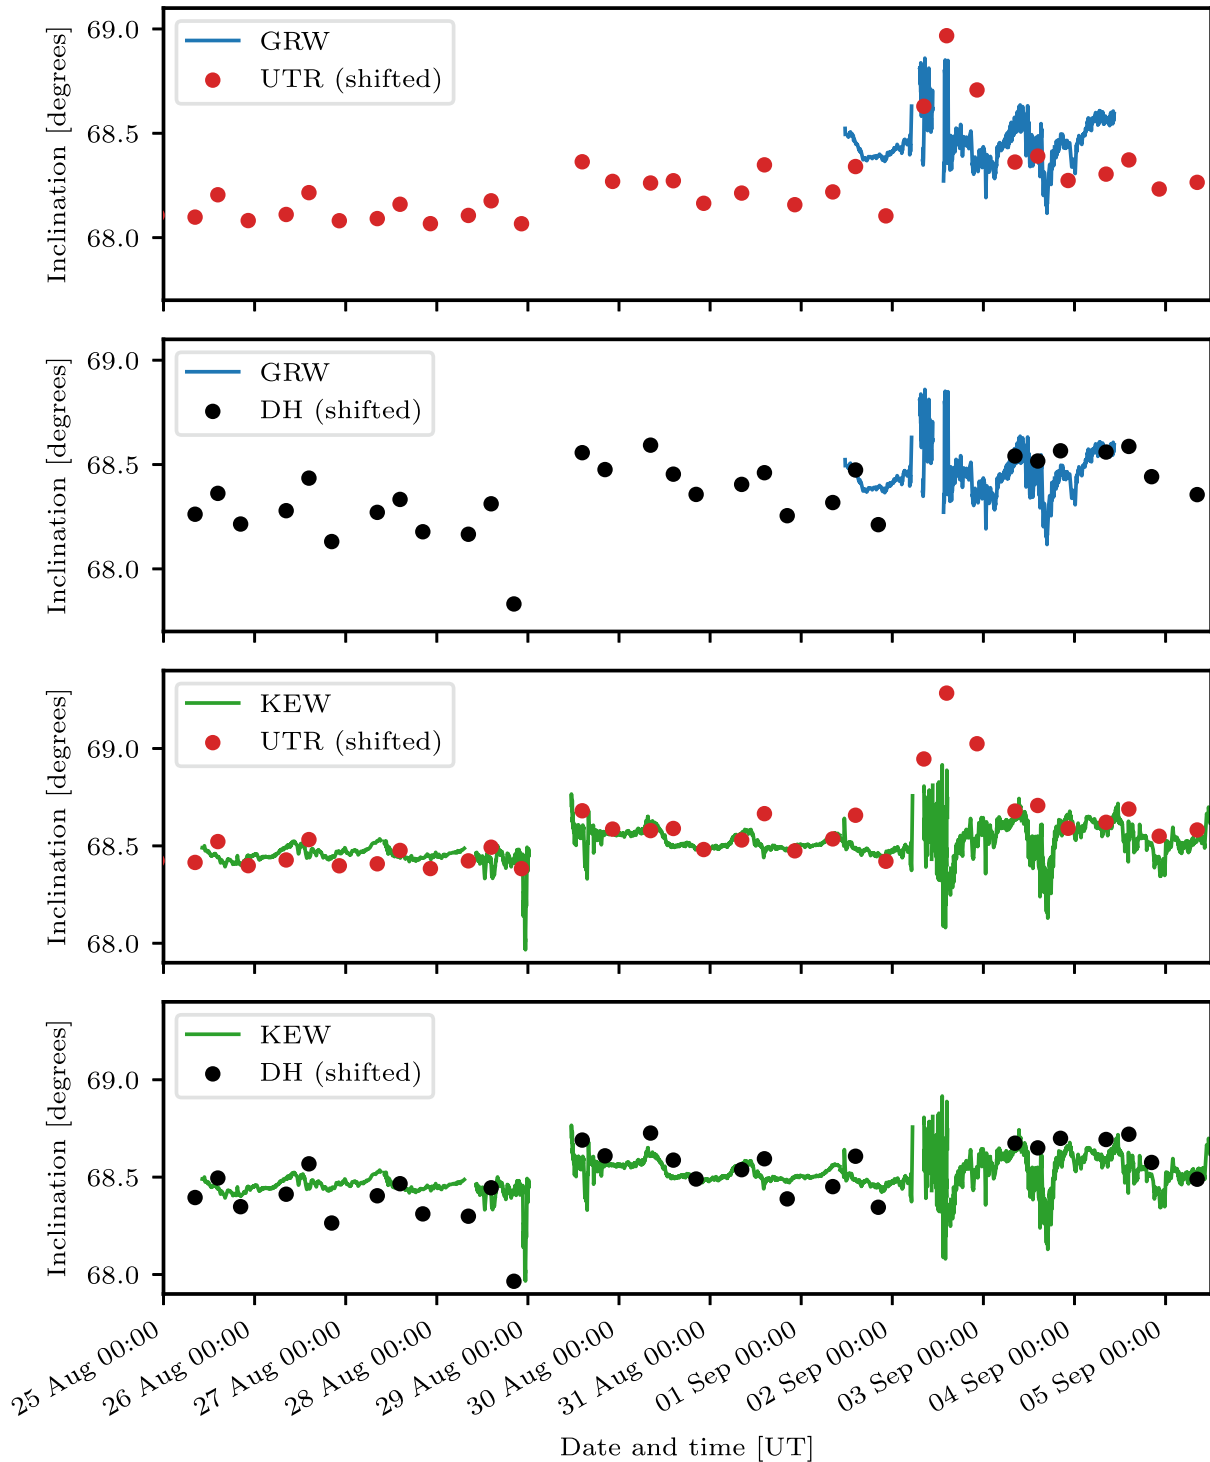 69.0
68.5
68.0
Inclination [degrees]
GRW
UTR (shifted)
69.0
68.5
68.0
Inclination [degrees]
GRW
DH (shifted)
69.0
68.5
68.0
Inclination [degrees]
KEW
UTR (shifted)
69.0
68.5
68.0
Inclination [degrees]
KEW
DH (shifted)
25 Aug 00:00
26 Aug 00:00
27 Aug 00:00
28 Aug 00:00
29 Aug 00:00
30 Aug 00:00
31 Aug 00:00
01 Sep 00:00
02 Sep 00:00
03 Sep 00:00
04 Sep 00:00
05 Sep 00:00
Date and time [UT]